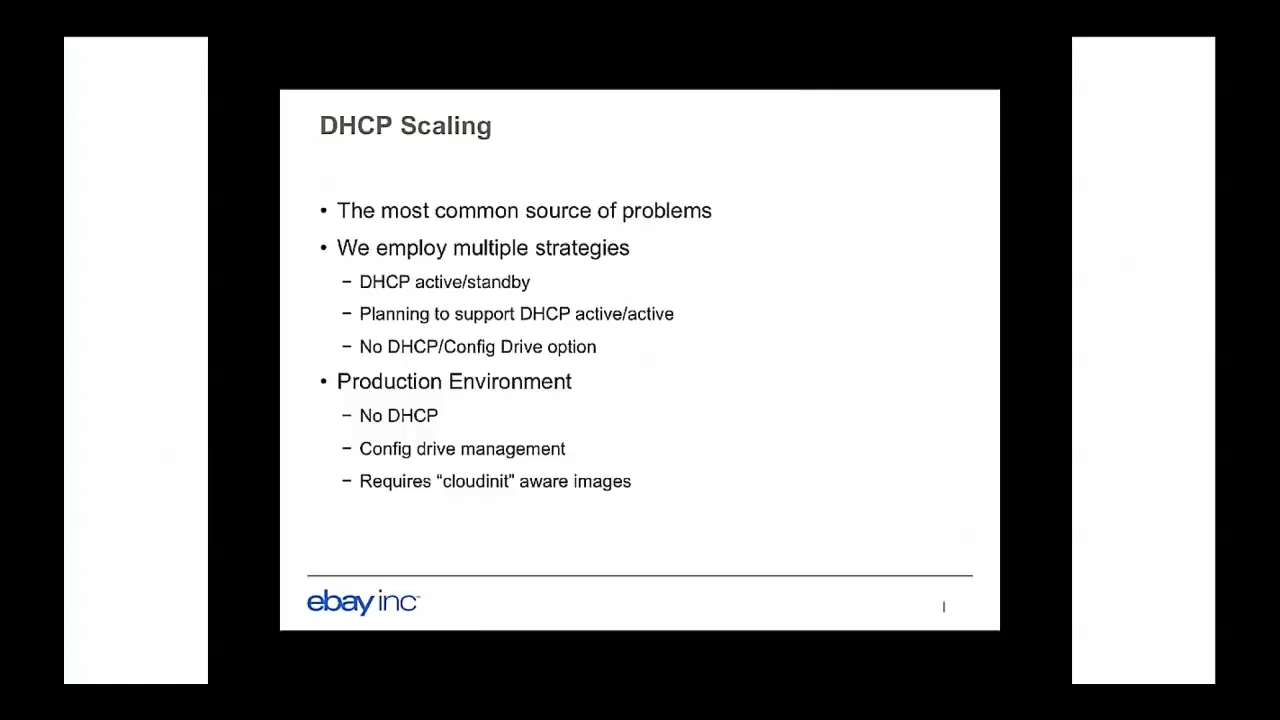 DHCP Scaling
• The most common source of problems
• We employ multiple strategies
− DHCP active/standby
− Planning to support DHCP active/active
− No DHCP/Config Drive option
• Production Environment
− No DHCP
− Config drive management
− Requires “cloudinit” aware images
ebay inc™